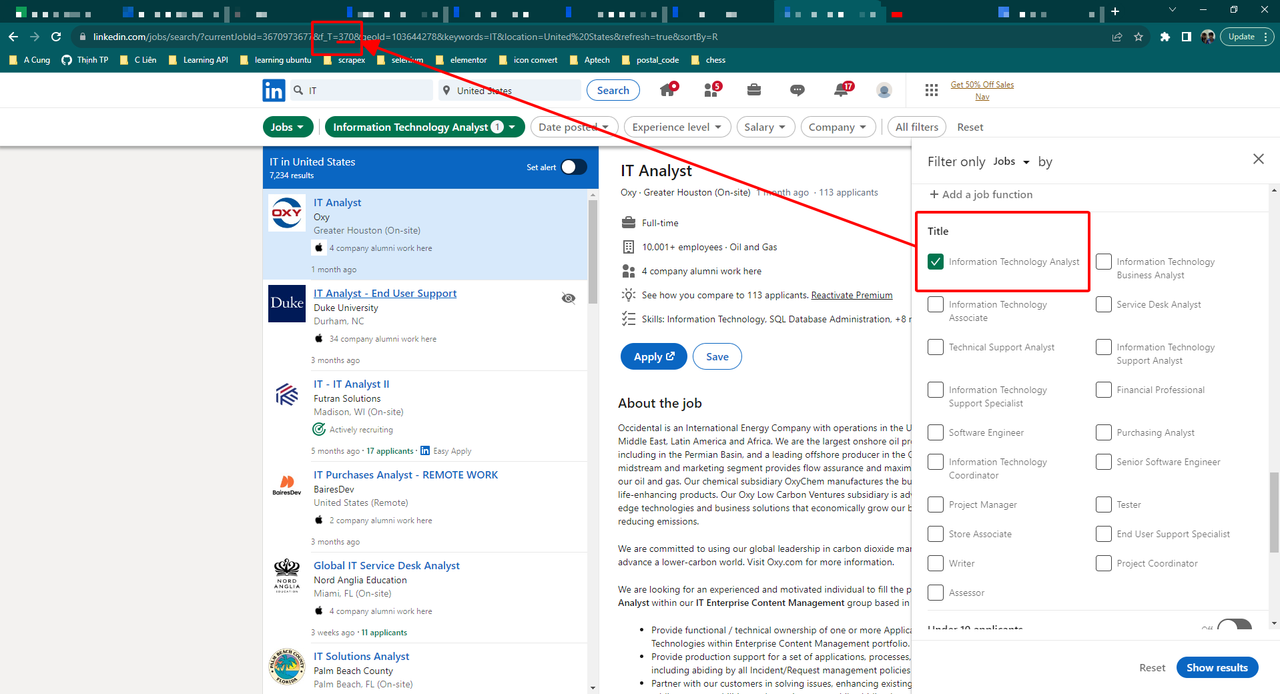 linkedin.com/jobs/search/?currentJobId=3670973677&f_T=370&geoId=103644278&keywords=IT&location=United%20States&refresh=true&sortBy=R
Update
A Cung
Thịnh TP
C Liên
Learning API
learning ubuntu
scrapex
selenium
elementor
icon convert
Aptech
postal_code
chess
in
IT
United States
Search
5
17
Get 50% Off Sales
Nav
Jobs
Information Technology Analyst 1
Date posted
Experience level
Salary
Company
All filters
Reset
IT in United States
7,234 results
Set alert
OXY
IT Analyst
Oxy
Greater Houston (On-site)
4 company alumni work here
1 month ago
Duke
IT Analyst - End User Support
Duke University
Durham, NC
34 company alumni work here
3 months ago
IT - IT Analyst II
Futran Solutions
Madison, WI (On-site)
Actively recruiting
5 months ago · 17 applicants · in Easy Apply
BairesDev
IT Purchases Analyst - REMOTE WORK
BairesDev
United States (Remote)
2 company alumni work here
3 months ago
NORD
ANGLIA
EDUCATION
Global IT Service Desk Analyst
Nord Anglia Education
Miami, FL (On-site)
4 company alumni work here
3 weeks ago · 11 applicants
PALM BEACH COUNTY
FLORIDA
IT Solutions Analyst
Palm Beach County
Palm Beach, FL (On-site)
IT Analyst
Oxy · Greater Houston (On-site) 1 month ago · 113 applicants
Full-time
10,001+ employees · Oil and Gas
4 company alumni work here
See how you compare to 113 applicants. Reactivate Premium
Skills: Information Technology, SQL Database Administration, +8 m
Apply
Save
About the job
Occidental is an International Energy Company with operations in the U
Middle East, Latin America and Africa. We are the largest onshore oil pro
including in the Permian Basin, and a leading offshore producer in the G
midstream and marketing segment provides flow assurance and maxim
our oil and gas. Our chemical subsidiary OxyChem manufactures the bu
life-enhancing products. Our Oxy Low Carbon Ventures subsidiary is adv
edge technologies and business solutions that economically grow our b
reducing emissions.
We are committed to using our global leadership in carbon dioxide man
advance a lower-carbon world. Visit Oxy.com for more information.
We are looking for an experienced and motivated individual to fill the p
Analyst within our IT Enterprise Content Management group based in
Provide functional / technical ownership of one or more Applica
Technologies within Enterprise Content Management portfolio.
Provide production support for a set of applications, processes,
including abiding by all Incident/Request management policies
Partner with our customers in solving issues, enhancing existing
Filter only Jobs by
+ Add a job function
Title
Information Technology Analyst
Information Technology
Business Analyst
Information Technology
Associate
Service Desk Analyst
Technical Support Analyst
Information Technology
Support Analyst
Information Technology
Support Specialist
Financial Professional
Software Engineer
Purchasing Analyst
Information Technology
Coordinator
Senior Software Engineer
Project Manager
Tester
Store Associate
End User Support Specialist
Writer
Project Coordinator
Assessor
Under 10 applicants
Off
Reset
Show results